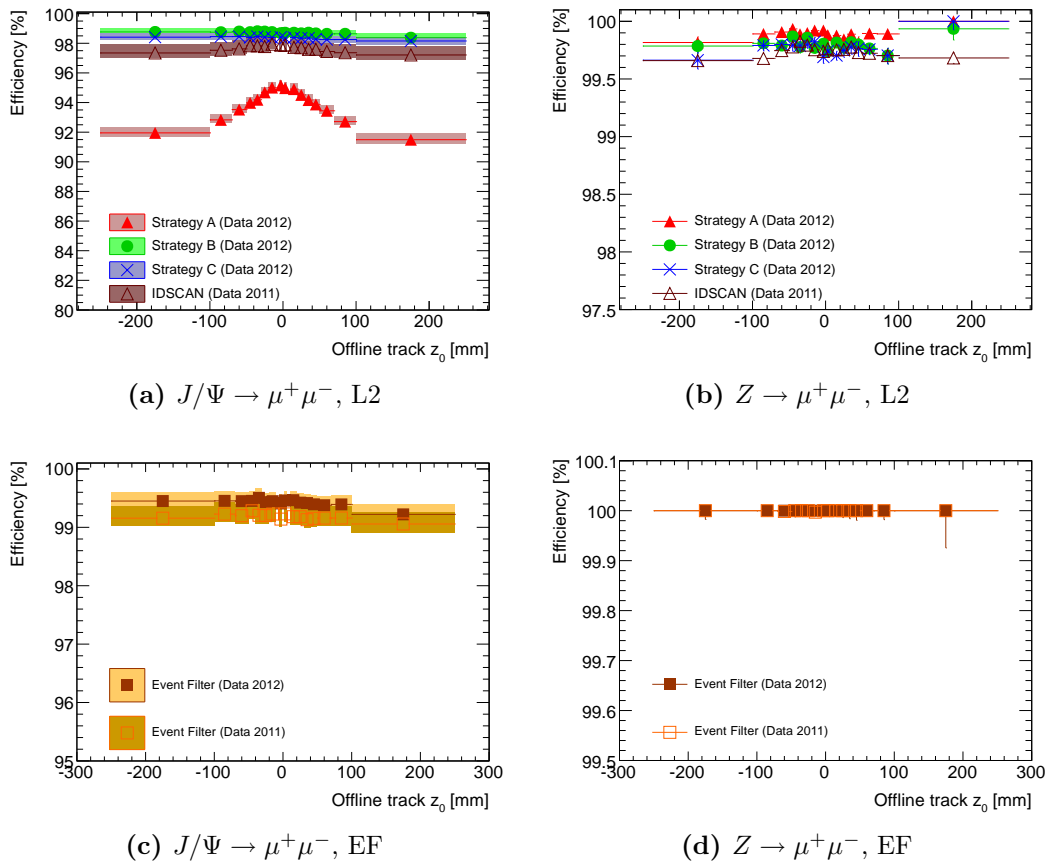 Efficiency [%]
100
98
96
94
92
90
88
86
84
82
80
Strategy A (Data 2012)
Strategy B (Data 2012)
Strategy C (Data 2012)
IDSCAN (Data 2011)
-200 -100 0 100 200
Offline track z0 [mm]
(a) J/Ψ → μ+μ−, L2
Efficiency [%]
100
99.5
99
98.5
98
97.5
Strategy A (Data 2012)
Strategy B (Data 2012)
Strategy C (Data 2012)
IDSCAN (Data 2011)
-200 -100 0 100 200
Offline track z0 [mm]
(b) Z → μ+μ−, L2
Efficiency [%]
100
99
98
97
96
95
Event Filter (Data 2012)
Event Filter (Data 2011)
-300 -200 -100 0 100 200 300
Offline track z0 [mm]
(c) J/Ψ → μ+μ−, EF
Efficiency [%]
100.1
100
99.9
99.8
99.7
99.6
99.5
Event Filter (Data 2012)
Event Filter (Data 2011)
-300 -200 -100 0 100 200 300
Offline track z0 [mm]
(d) Z → μ+μ−, EF